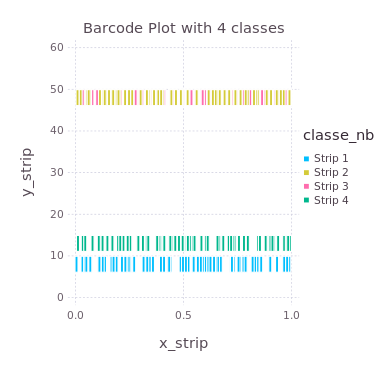 Barcode Plot with 4 classes
60
50
40
30
20
10
0
y_strip
0.0
0.5
1.0
x_strip
classe_nb
Strip 1
Strip 2
Strip 3
Strip 4